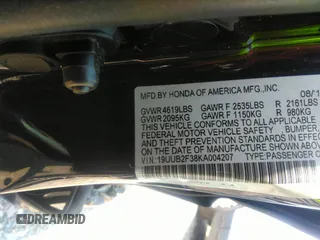 MFD.BY HONDA OF AMERICA MFG.,INC. 08/1
GVWR 4619LBS GAWR F 2535LBS R 2161LBS
GVWR 2095KG GAWR F 1150KG R 980KG
THIS VEHICLE CONFORMS TO ALL APPLICABLE
FEDERAL MOTOR VEHICLE SAFETY, BUMPER,
AND THEFT PREVENTION STANDARDS IN EFFECT
ON THE DATE OF MANUFACTURE SHOWN ABOVE.
V.I.N: 19UUB2F38KA004207 TYPE:PASSENGER C
DREAMBID